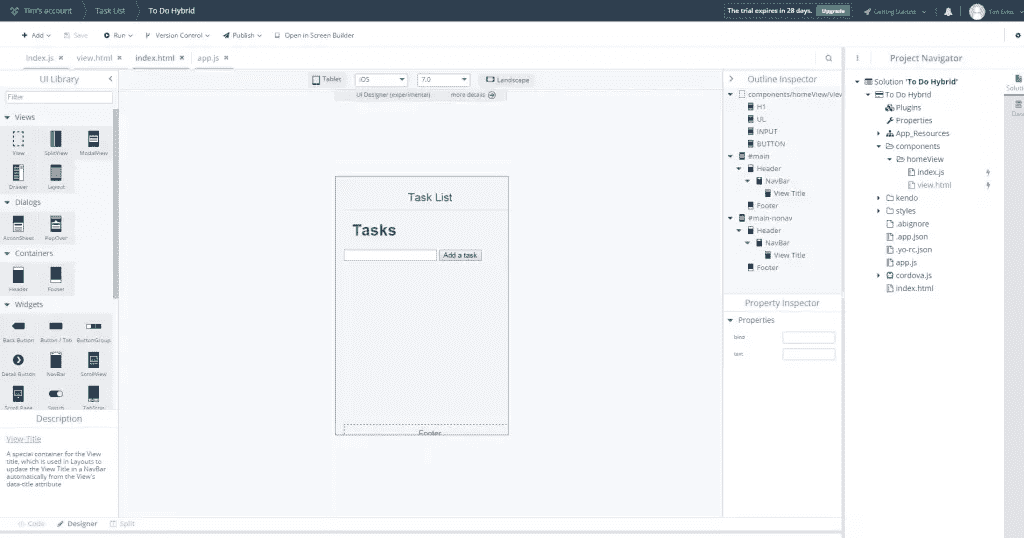 Tim's account
Task List
To Do Hybrid
The trial expires in 28 days.
Upgrade
Getting Started
Add
Save
Run
Version Control
Publish
Open in Screen Builder
index.js ×
view.html ×
index.html ×
app.js ×
UI Library
Filter
Views
View
SplitView
ModalView
Drawer
Layout
Dialogs
ActionSheet
PopOver
Containers
Header
Footer
Widgets
Back Button
Button / Tab
ButtonGroup
Detail Button
NavBar
ScrollView
Scroll Page
Switch
TabStrip
Description
View-Title
A special container for the View
title, which is used in Layouts to
update the View Title in a NavBar
automatically from the View's
data-title attribute
Code
Designer
Split
Tablet
iOS
7.0
Landscape
UI Designer (experimental)
more details
Task List
Tasks
Add a task
Footer
Outline Inspector
components/homeView/view
H1
UL
INPUT
BUTTON
#main
Header
NavBar
View Title
Footer
#main-nonav
Header
NavBar
View Title
Footer
Property Inspector
Properties
bind
text
Project Navigator
Solution 'To Do Hybrid'
To Do Hybrid
Plugins
Properties
App_Resources
components
homeView
index.js
view.html
kendo
styles
.abignore
.app.json
.yo-rc.json
app.js
cordova.js
index.html